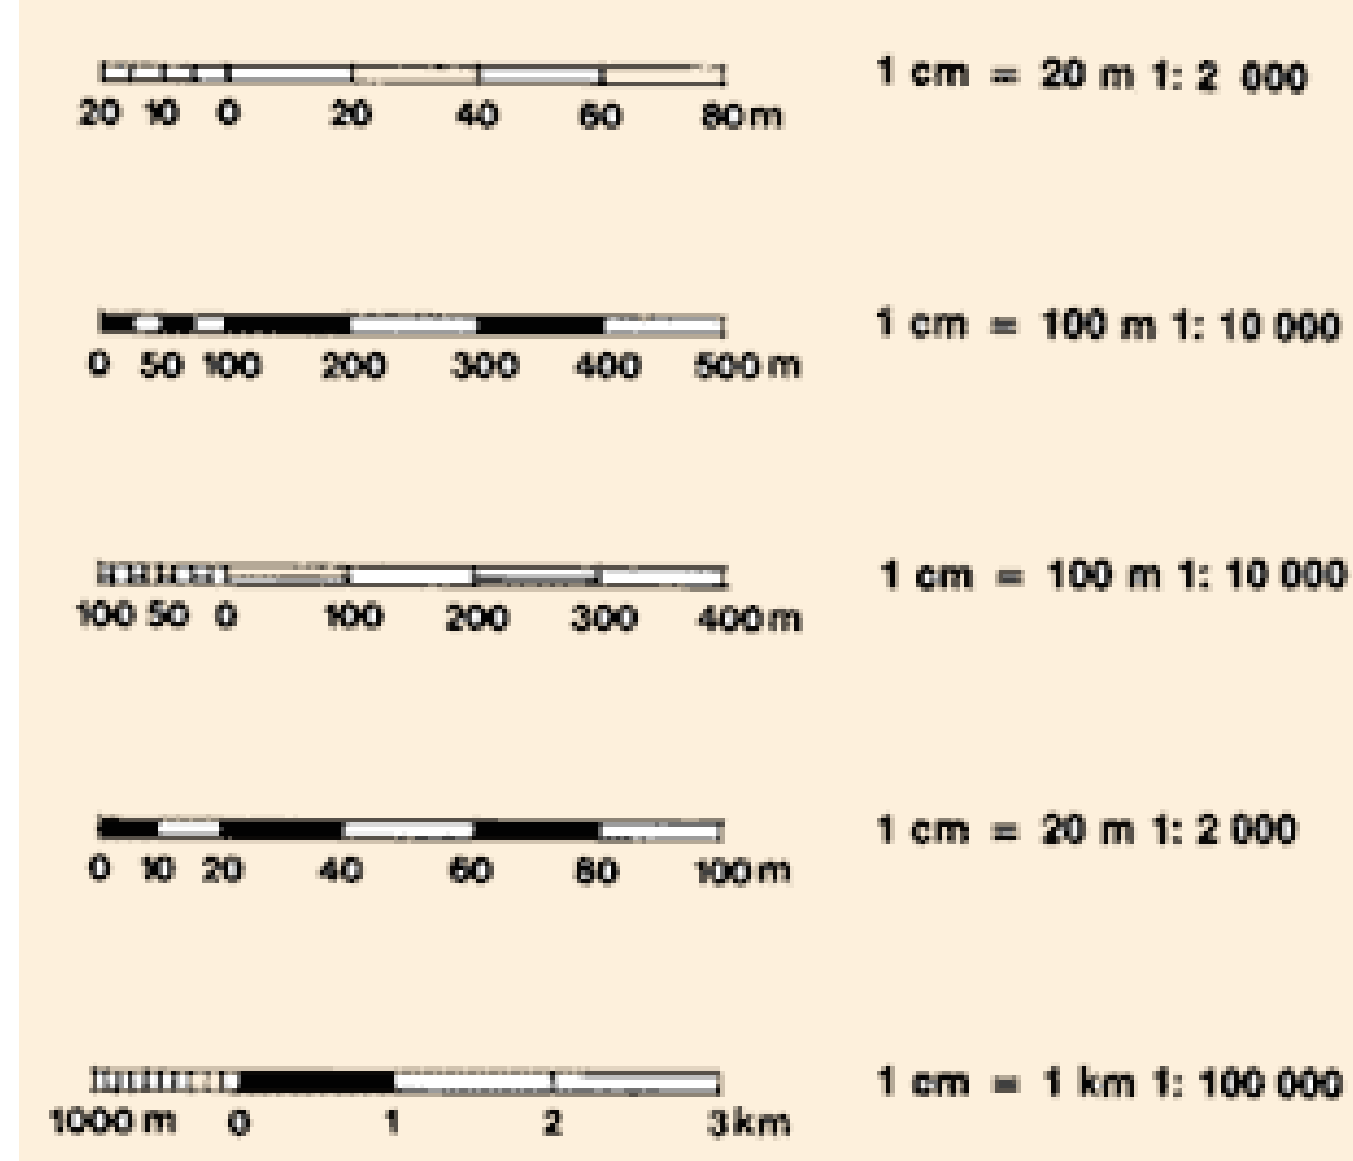 1 cm = 20 m 1: 2 000
20 10 0 20 40 60 80 m
1 cm = 100 m 1: 10 000
0 50 100 200 300 400 500 m
1 cm = 100 m 1: 10 000
100 50 0 100 200 300 400 m
1 cm = 20 m 1: 2 000
0 10 20 40 60 80 100 m
1 cm = 1 km 1: 100 000
1000 m 0 1 2 3 km